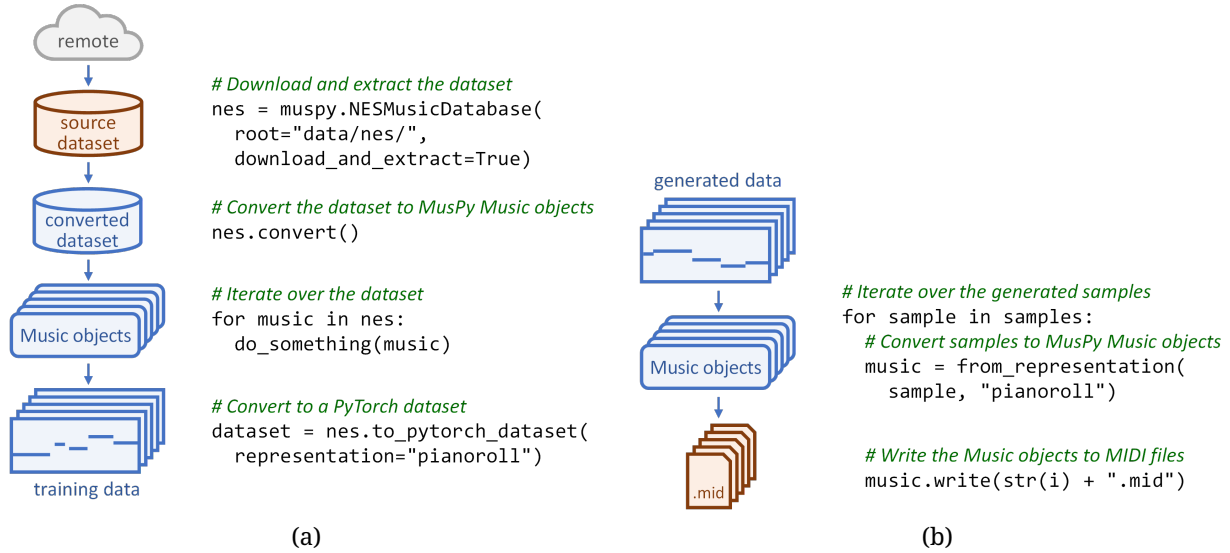 remote
source
dataset
converted
dataset
Music objects
training data
# Download and extract the dataset
nes = muspy.NESMusicDatabase(
  root="data/nes/",
  download_and_extract=True)
# Convert the dataset to MusPy Music objects
nes.convert()
# Iterate over the dataset
for music in nes:
  do_something(music)
# Convert to a PyTorch dataset
dataset = nes.to_pytorch_dataset(
  representation="pianoroll")
(a)
generated data
Music objects
.mid
# Iterate over the generated samples
for sample in samples:
  # Convert samples to MusPy Music objects
  music = from_representation(
    sample, "pianoroll")
  # Write the Music objects to MIDI files
  music.write(str(i) + ".mid")
(b)